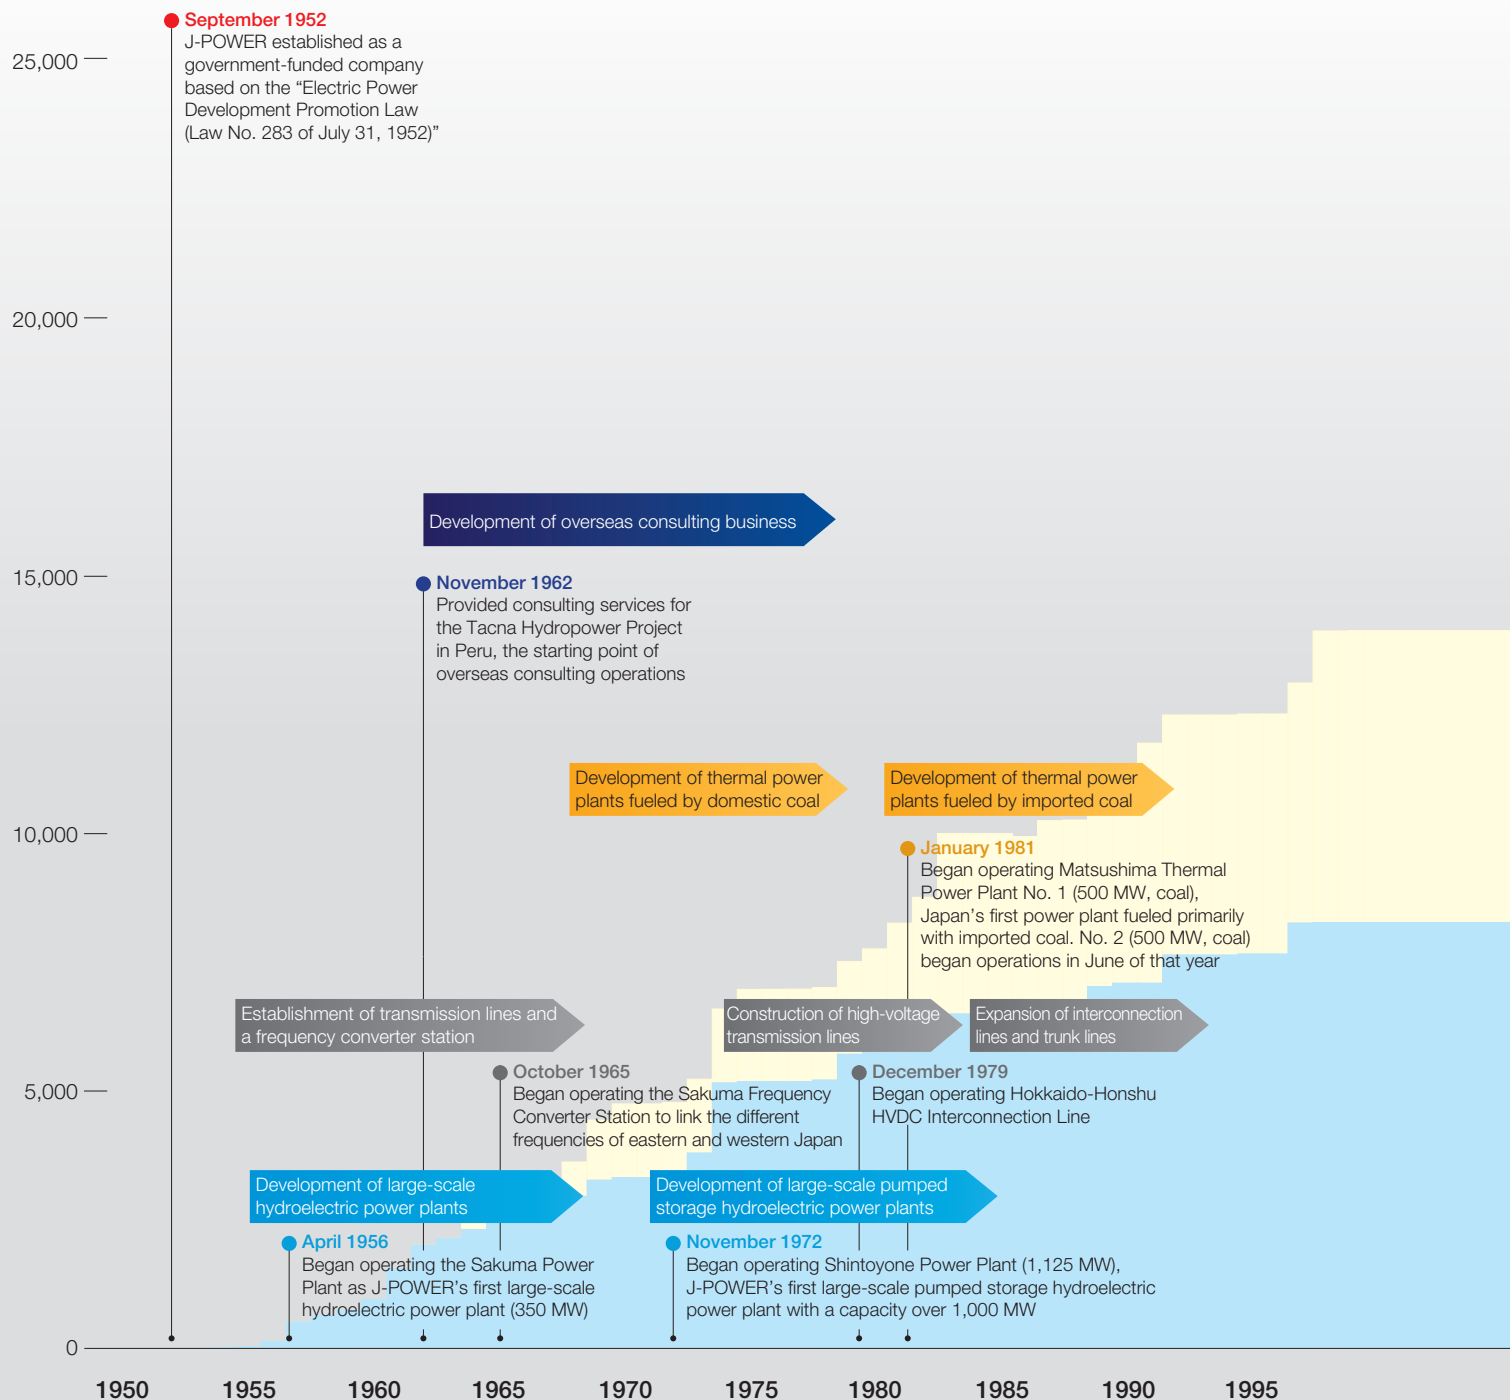 September 1952
J-POWER established as a
government-funded company
based on the “Electric Power
Development Promotion Law
(Law No. 283 of July 31, 1952)”
25,000
20,000
15,000
10,000
5,000
0
Development of overseas consulting business
November 1962
Provided consulting services for
the Tacna Hydropower Project
in Peru, the starting point of
overseas consulting operations
Development of thermal power
plants fueled by domestic coal
Development of thermal power
plants fueled by imported coal
January 1981
Began operating Matsushima Thermal
Power Plant No. 1 (500 MW, coal),
Japan’s first power plant fueled primarily
with imported coal. No. 2 (500 MW, coal)
began operations in June of that year
Establishment of transmission lines and
a frequency converter station
Construction of high-voltage
transmission lines
Expansion of interconnection
lines and trunk lines
October 1965
Began operating the Sakuma Frequency
Converter Station to link the different
frequencies of eastern and western Japan
December 1979
Began operating Hokkaido-Honshu
HVDC Interconnection Line
Development of large-scale
hydroelectric power plants
Development of large-scale pumped
storage hydroelectric power plants
April 1956
Began operating the Sakuma Power
Plant as J-POWER’s first large-scale
hydroelectric power plant (350 MW)
November 1972
Began operating Shintoyone Power Plant (1,125 MW),
J-POWER’s first large-scale pumped storage hydroelectric
power plant with a capacity over 1,000 MW
1950 1955 1960 1965 1970 1975 1980 1985 1990 1995